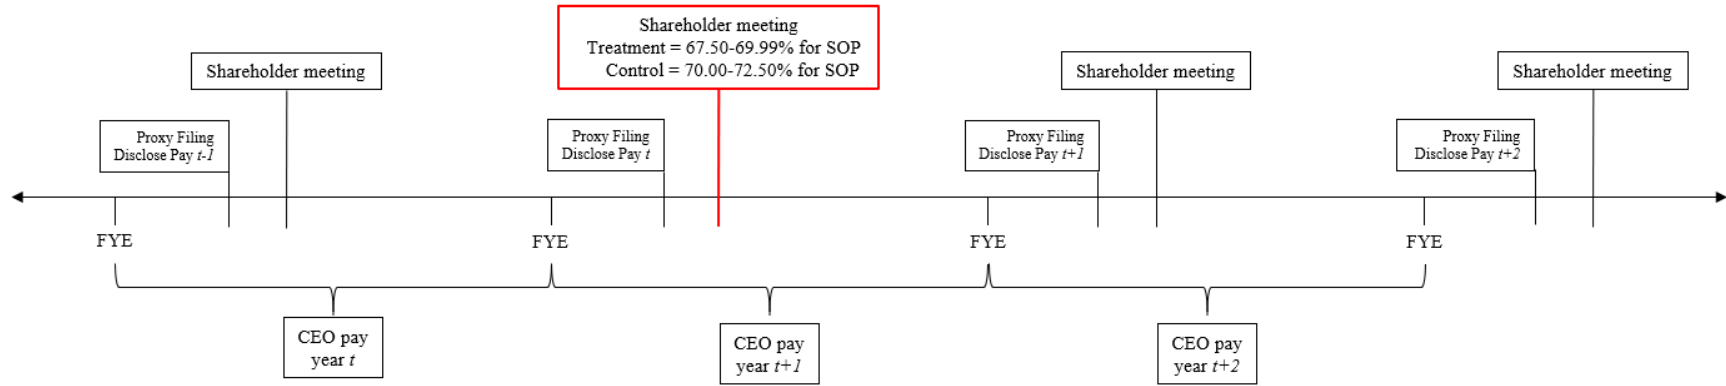 Shareholder meeting
Treatment = 67.50-69.99% for SOP
Control = 70.00-72.50% for SOP
Shareholder meeting
Shareholder meeting
Shareholder meeting
Proxy Filing
Disclose Pay t-1
Proxy Filing
Disclose Pay t
Proxy Filing
Disclose Pay t+1
Proxy Filing
Disclose Pay t+2
FYE
FYE
FYE
FYE
CEO pay
year t
CEO pay
year t+1
CEO pay
year t+2